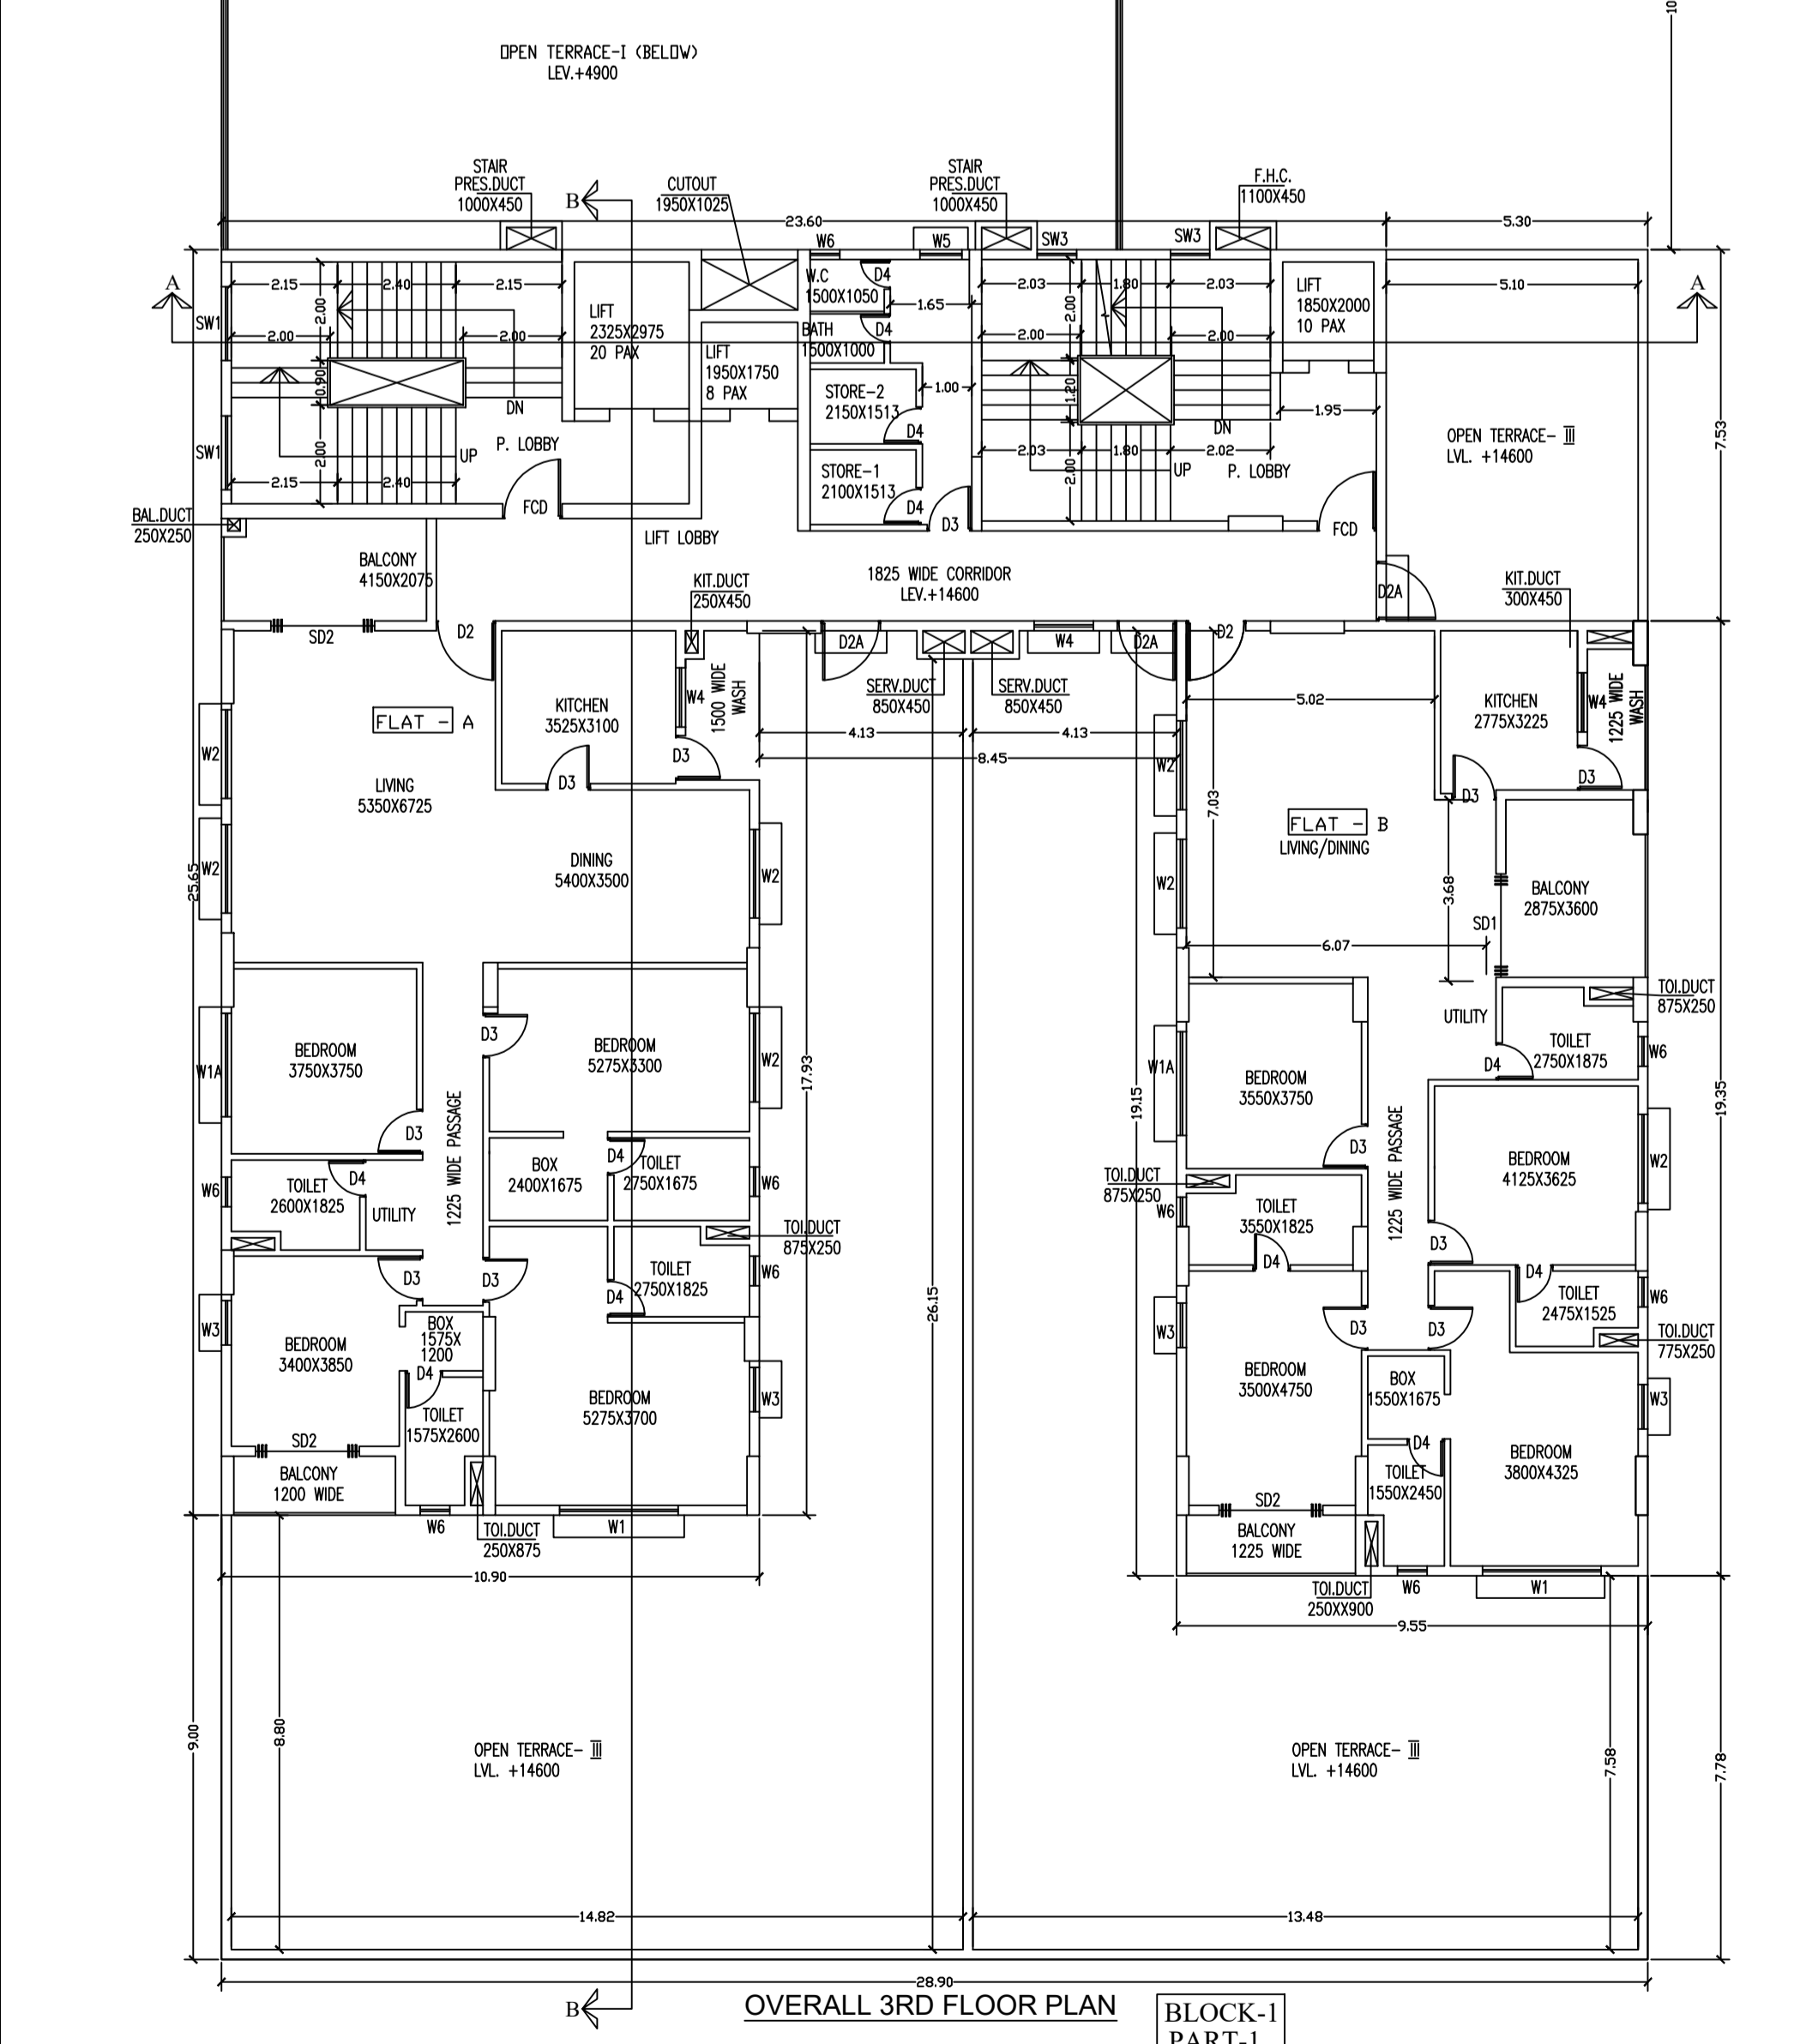 10
OPEN TERRACE-I (BELOW)
LEV.+4900
STAIR
PRES.DUCT
1000X450
B
CUTOUT
1950X1025
STAIR
PRES.DUCT
1000X450
F.H.C.
1100X450
23.60
5.30
W6
W5
SW3
SW3
A
A
2.15
2.40
2.15
2.00
2.00
2.00
SW1
LIFT
2325X2975
20 PAX
W.C
1500X1050
D4
1.65
BATH
1500X1000
D4
2.03
1.80
2.03
2.00
2.00
2.00
LIFT
1850X2000
10 PAX
5.10
LIFT
1950X1750
8 PAX
0.90
DN
STORE-2
2150X1513
1.00
D4
1.20
DN
1.95
SW1
2.00
P. LOBBY
UP
2.15
2.40
FCD
STORE-1
2100X1513
D4
D3
2.03
1.80
2.02
2.00
UP
P. LOBBY
FCD
OPEN TERRACE- III
LVL. +14600
7.53
BAL.DUCT
250X250
BALCONY
4150X2075
LIFT LOBBY
KIT.DUCT
250X450
1825 WIDE CORRIDOR
LEV.+14600
D2A
KIT.DUCT
300X450
SD2
D2
D2A
W4
D2A
D2
SERV.DUCT
850X450
SERV.DUCT
850X450
FLAT - A
KITCHEN
3525X3100
W4
1500 WIDE
WASH
D3
D3
4.13
4.13
8.45
5.02
KITCHEN
2775X3225
W4
1225 WIDE
WASH
D3
D3
W2
W2
LIVING
5350X6725
7.03
FLAT - B
LIVING/DINING
W2
25.65
DINING
5400X3500
W2
W2
3.68
BALCONY
2875X3600
SD1
6.07
TOI.DUCT
875X250
UTILITY
D3
BEDROOM
3750X3750
W1A
BEDROOM
5275X3300
W2
17.93
W1A
BEDROOM
3550X3750
TOILET
2750X1875
W6
D4
19.15
19.35
D3
1225 WIDE PASSAGE
D3
1225 WIDE PASSAGE
BEDROOM
4125X3625
W2
W6
TOILET
2600X1825
D4
UTILITY
BOX
2400X1675
D4
TOILET
2750X1675
W6
TOI.DUCT
875X250
W6
TOILET
3550X1825
D4
D3
TOI.DUCT
875X250
D3
D3
D4
TOILET
2750X1825
W6
26.15
D4
TOILET
2475X1525
W6
W3
BEDROOM
3400X3850
BOX
1575X
1200
D4
W3
D3
D3
TOI.DUCT
775X250
BEDROOM
3500X4750
BOX
1550X1675
W3
TOILET
1575X2600
BEDROOM
5275X3700
W3
SD2
D4
BEDROOM
3800X4325
TOILET
1550X2450
BALCONY
1200 WIDE
SD2
W6
TOI.DUCT
250X875
W1
BALCONY
1225 WIDE
10.90
TOI.DUCT
250XX900
W6
W1
9.55
9.00
8.80
OPEN TERRACE- III
LVL. +14600
OPEN TERRACE- III
LVL. +14600
7.58
7.78
14.82
13.48
28.90
B
OVERALL 3RD FLOOR PLAN
BLOCK-1
PART-1